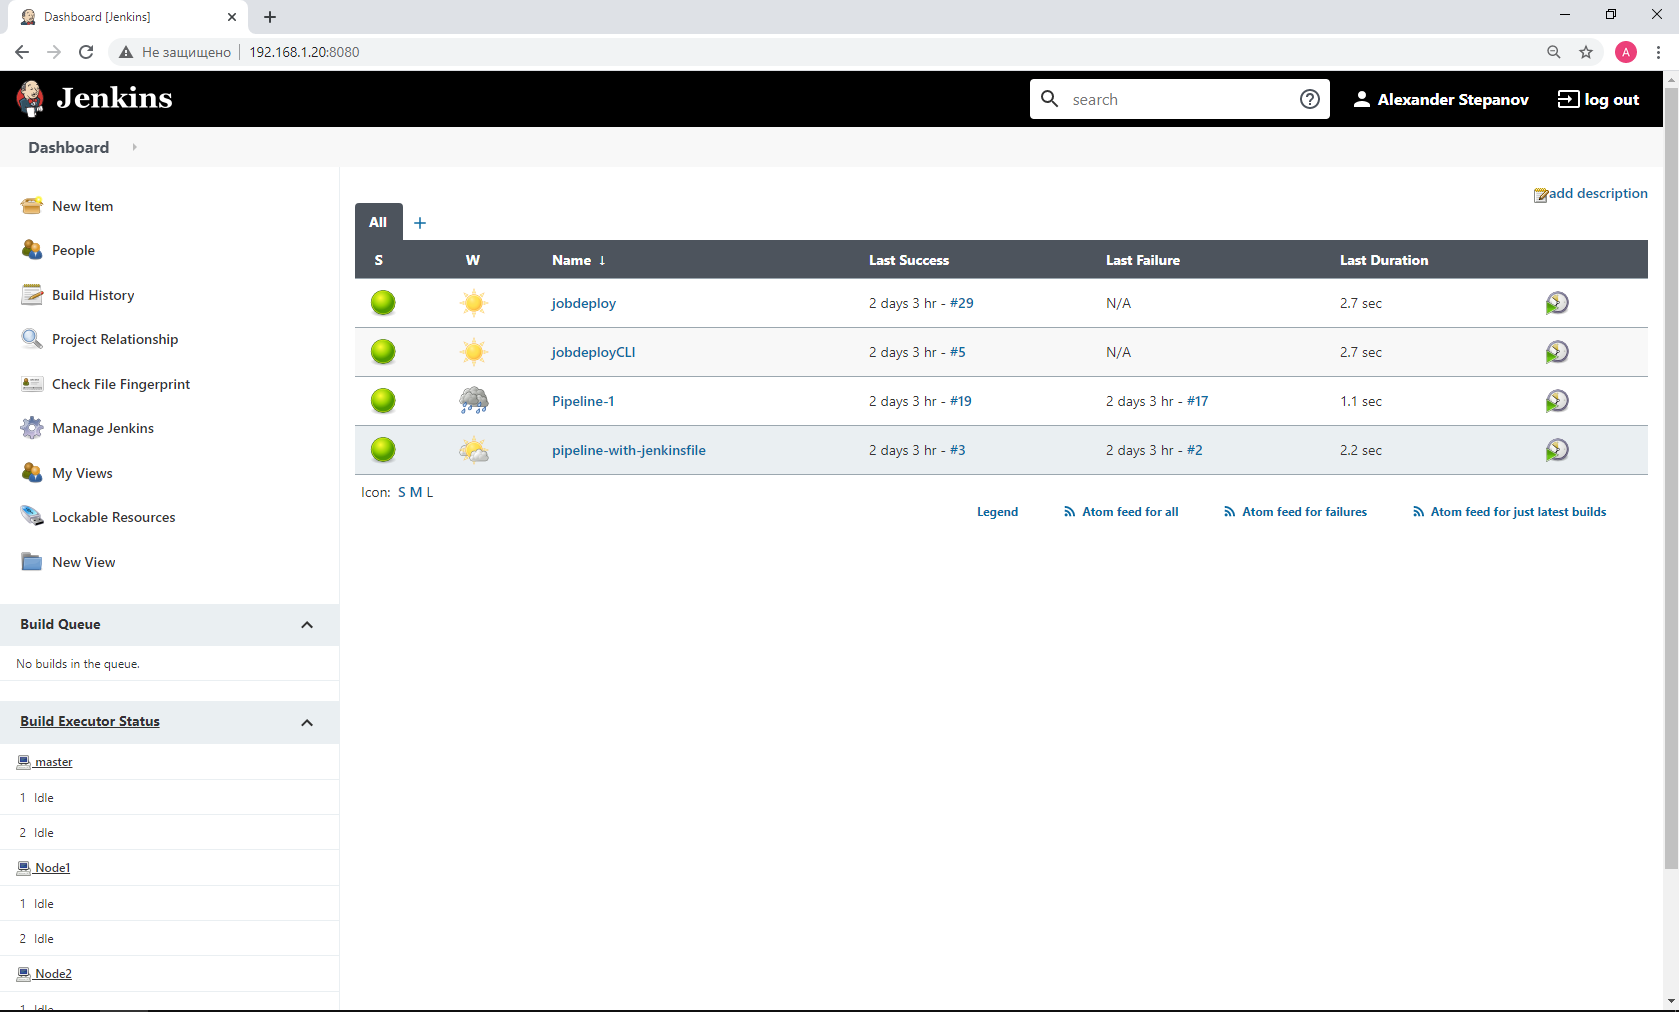 Dashboard [Jenkins]
Не защищено 192.168.1.20:8080
A
Jenkins
search
Alexander Stepanov
log out
Dashboard
New Item
People
Build History
Project Relationship
Check File Fingerprint
Manage Jenkins
My Views
Lockable Resources
New View
Build Queue
No builds in the queue.
Build Executor Status
master
1 Idle
2 Idle
Node1
1 Idle
2 Idle
Node2
1 Idle
add description
All +
S W Name ↓ Last Success Last Failure Last Duration
jobdeploy 2 days 3 hr - #29 N/A 2.7 sec
jobdeployCLI 2 days 3 hr - #5 N/A 2.7 sec
Pipeline-1 2 days 3 hr - #19 2 days 3 hr - #17 1.1 sec
pipeline-with-jenkinsfile 2 days 3 hr - #3 2 days 3 hr - #2 2.2 sec
Icon: S M L
Legend Atom feed for all Atom feed for failures Atom feed for just latest builds